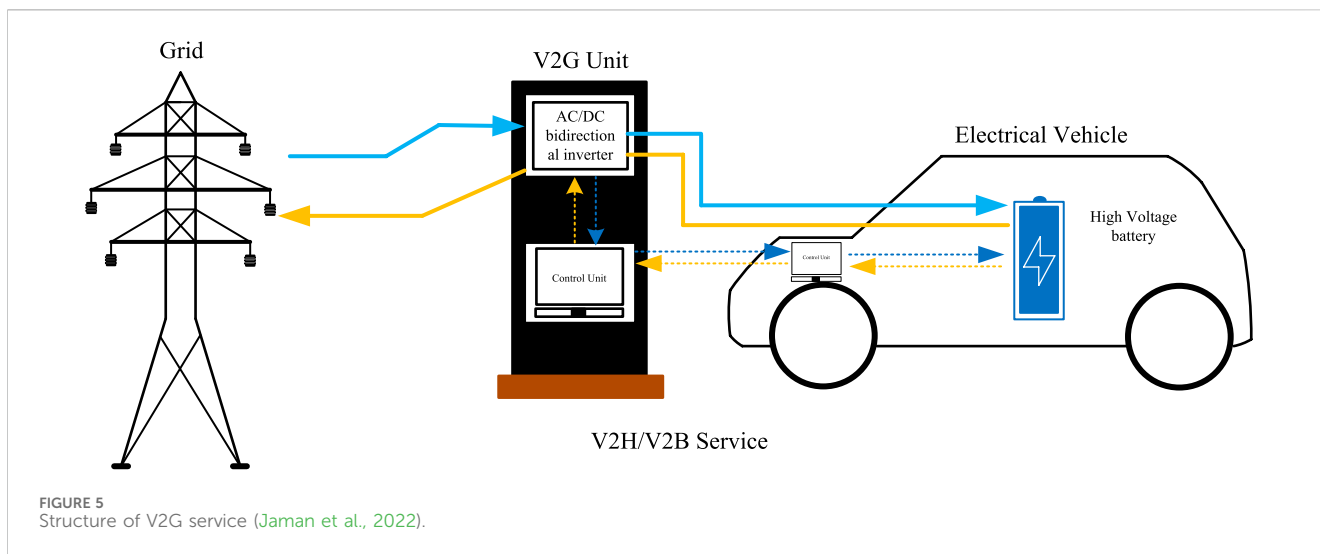 Grid
V2G Unit
AC/DC
bidirection
al inverter
Control Unit
Electrical Vehicle
High Voltage
battery
Control Unit
V2H/V2B Service
FIGURE 5
Structure of V2G service (Jaman et al., 2022).